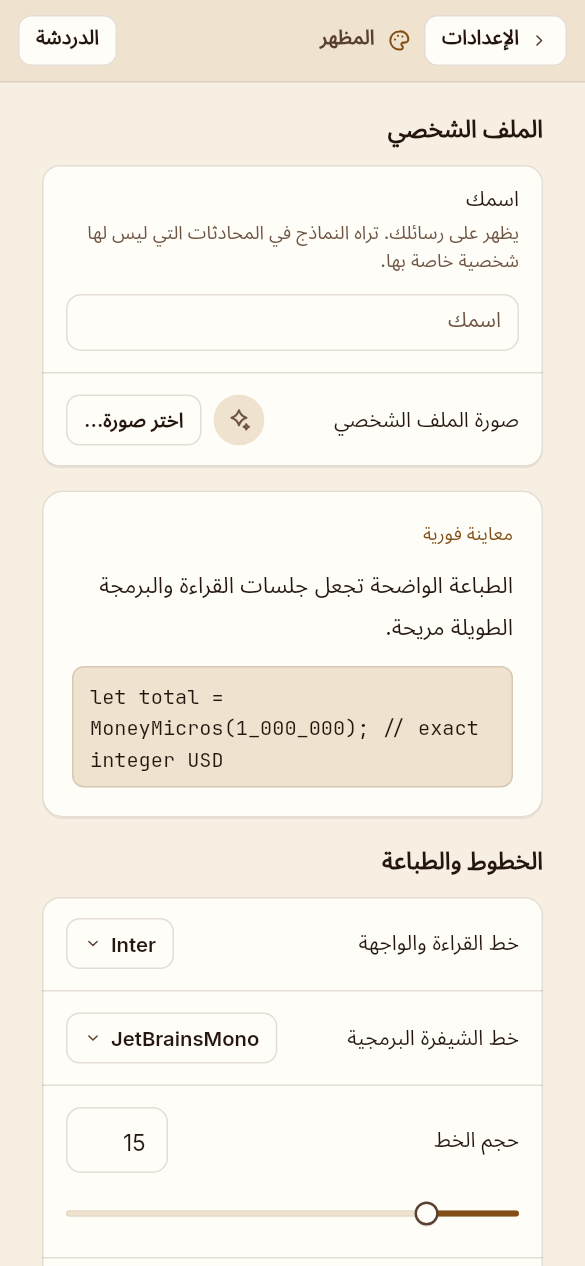 الإعدادات
المظهر
الدردشة
الملف الشخصي
اسمك
يظهر على رسائلك. تراه النماذج في المحادثات التي ليس لها
شخصية خاصة بها.
اسمك
صورة الملف الشخصي
اختر صورة...
معاينة فورية
الطباعة الواضحة تجعل جلسات القراءة والبرمجة
الطويلة مريحة.
let total =
MoneyMicros(1_000_000); // exact
integer USD
الخطوط والطباعة
خط القراءة والواجهة
Inter
خط الشيفرة البرمجية
JetBrainsMono
حجم الخط
15